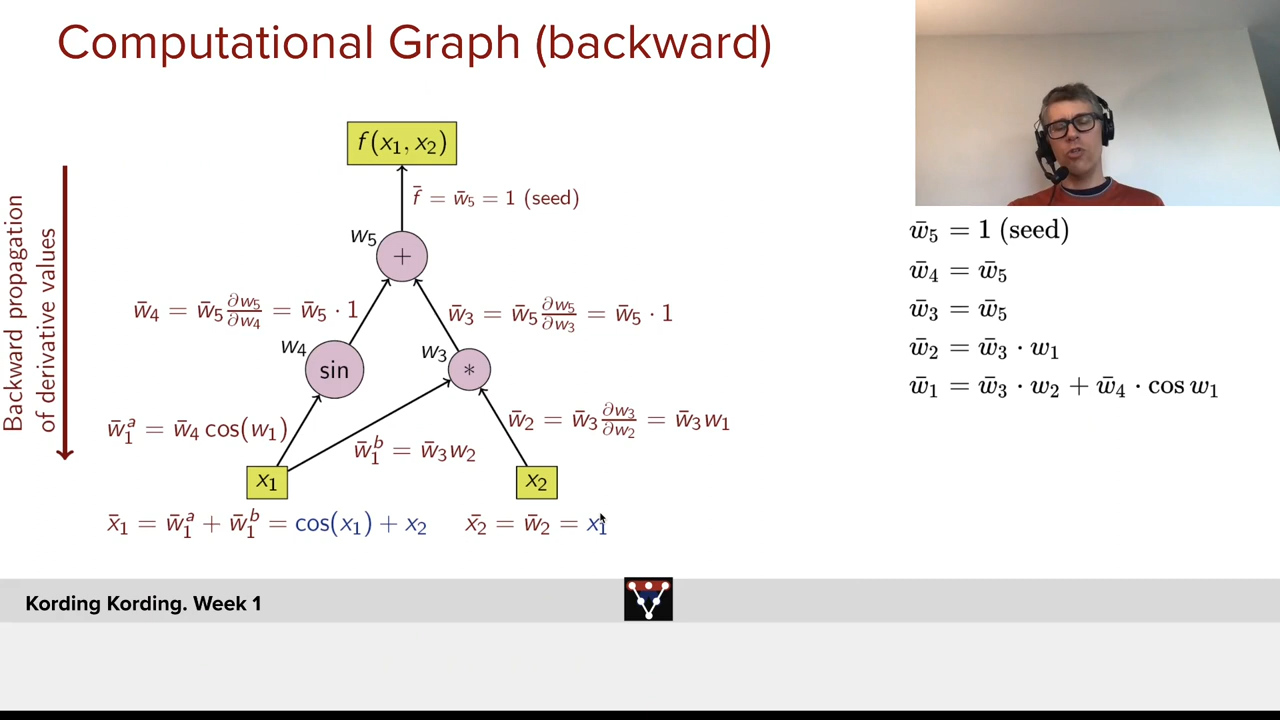 Computational Graph (backward)
f(x₁, x₂)
f̄ = w̄₅ = 1 (seed)
w₅
+
w̄₄ = w̄₅ ∂w₅/∂w₄ = w̄₅ · 1
w̄₃ = w̄₅ ∂w₅/∂w₃ = w̄₅ · 1
w₄
sin
w₃
*
w̄₁ᵃ = w̄₄ cos(w₁)
w̄₁ᵇ = w̄₃w₂
w̄₂ = w̄₃ ∂w₃/∂w₂ = w̄₃w₁
x₁
x₂
x̄₁ = w̄₁ᵃ + w̄₁ᵇ = cos(x₁) + x₂
x̄₂ = w̄₂ = x₁
Backward propagation
of derivative values
w̄₅ = 1 (seed)
w̄₄ = w̄₅
w̄₃ = w̄₅
w̄₂ = w̄₃ · w₁
w̄₁ = w̄₃ · w₂ + w̄₄ · cos w₁
Kording Kording. Week 1